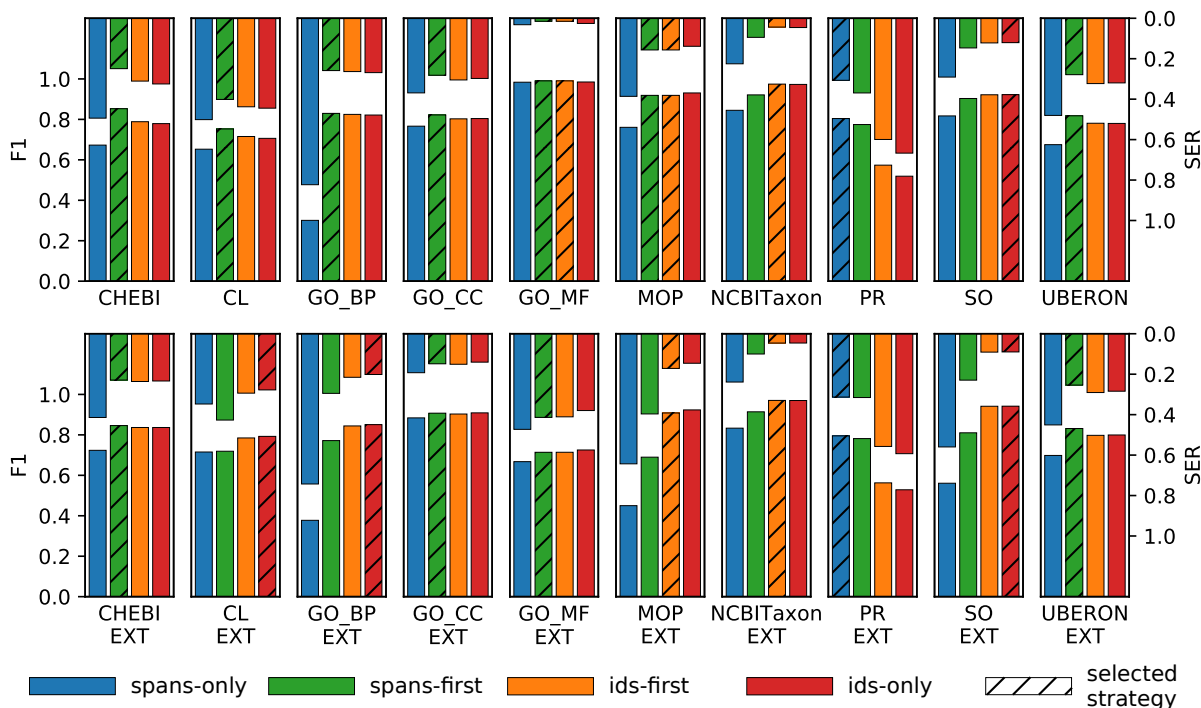 1.0
0.8
0.6
0.4
0.2
0.0
F1
0.0
0.2
0.4
0.6
0.8
1.0
SER
CHEBI
CL
GO_BP
GO_CC
GO_MF
MOP
NCBITaxon
PR
SO
UBERON
1.0
0.8
0.6
0.4
0.2
0.0
F1
0.0
0.2
0.4
0.6
0.8
1.0
SER
CHEBI
EXT
CL
EXT
GO_BP
EXT
GO_CC
EXT
GO_MF
EXT
MOP
EXT
NCBITaxon
EXT
PR
EXT
SO
EXT
UBERON
EXT
spans-only
spans-first
ids-first
ids-only
selected
strategy